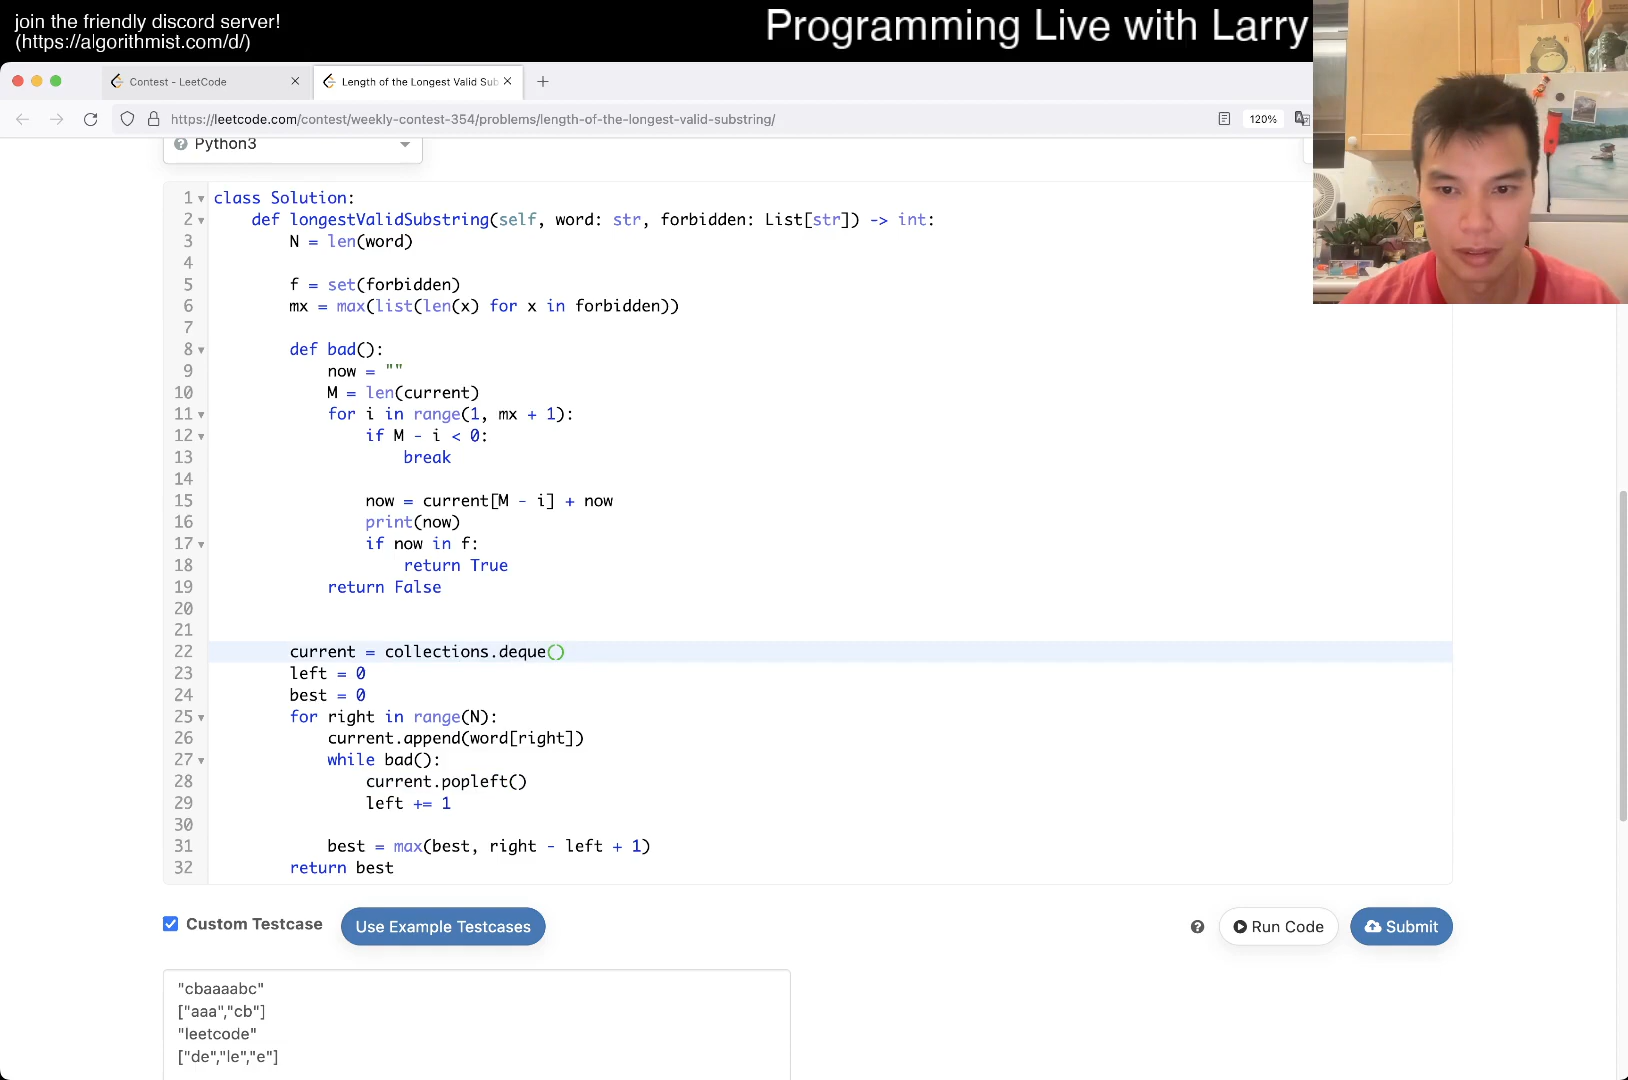 join the friendly discord server!
(https://algorithmist.com/d/)
Programming Live with Larry
Contest - LeetCode
Length of the Longest Valid Sub
https://leetcode.com/contest/weekly-contest-354/problems/length-of-the-longest-valid-substring/
120%
Python3
1 class Solution:
2 def longestValidSubstring(self, word: str, forbidden: List[str]) -> int:
3 N = len(word)
4
5 f = set(forbidden)
6 mx = max(list(len(x) for x in forbidden))
7
8 def bad():
9 now = ""
10 M = len(current)
11 for i in range(1, mx + 1):
12 if M - i < 0:
13 break
14
15 now = current[M - i] + now
16 print(now)
17 if now in f:
18 return True
19 return False
20
21
22 current = collections.deque()
23 left = 0
24 best = 0
25 for right in range(N):
26 current.append(word[right])
27 while bad():
28 current.popleft()
29 left += 1
30
31 best = max(best, right - left + 1)
32 return best
Custom Testcase
Use Example Testcases
Run Code
Submit
"cbaaaabc"
["aaa","cb"]
"leetcode"
["de","le","e"]